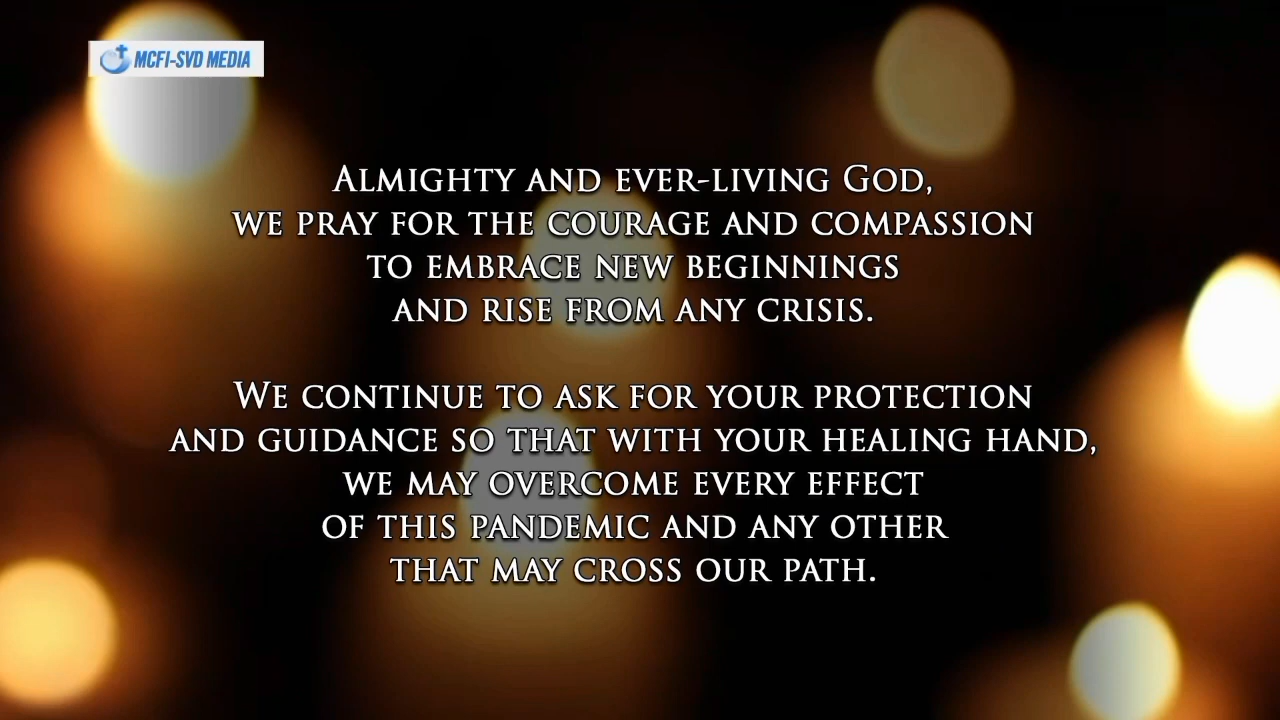 MCFI-SVD MEDIA
Almighty and ever-living God,
we pray for the courage and compassion
to embrace new beginnings
and rise from any crisis.
We continue to ask for your protection
and guidance so that with your healing hand,
we may overcome every effect
of this pandemic and any other
that may cross our path.